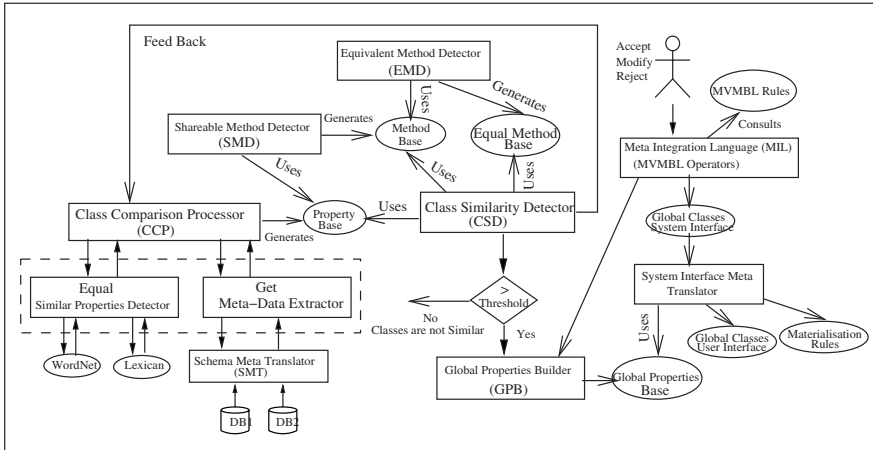 Feed Back
Equivalent Method Detector
(EMD)
Accept
Modify
Reject
MVMBL Rules
Uses
Generates
Consults
Shareable Method Detector
(SMD)
Generates
Method
Base
Equal Method
Base
Meta Integration Language (MIL)
(MVMBL Operators)
Uses
Uses
Uses
Class Comparison Processor
(CCP)
Generates
Property
Base
Uses
Class Similarity Detector
(CSD)
Global Classes
System Interface
Equal
Similar Properties Detector
Get
Meta-Data Extractor
>
Threshold
System Interface Meta
Translator
No
Classes are not Similar
Yes
Uses
Global Classes
User Interface
Materialisation
Rules
WordNet
Lexican
Schema Meta Translator
(SMT)
Global Properties Builder
(GPB)
Global Properties
Base
DB1
DB2